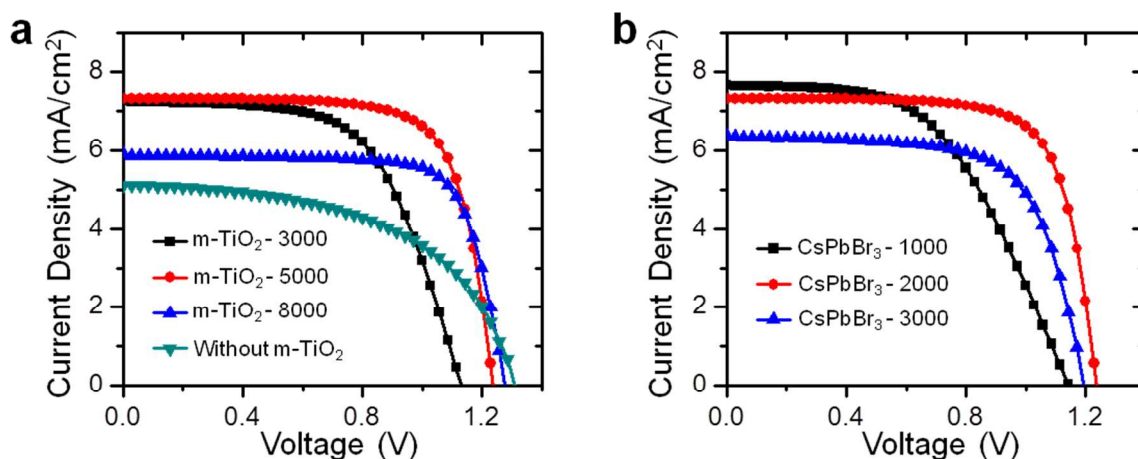 a
Current Density (mA/cm²)
8
6
4
2
0
m-TiO₂- 3000
m-TiO₂- 5000
m-TiO₂- 8000
Without m-TiO₂
0.0 0.4 0.8 1.2
Voltage (V)
b
Current Density (mA/cm²)
8
6
4
2
0
CsPbBr₃- 1000
CsPbBr₃- 2000
CsPbBr₃- 3000
0.0 0.4 0.8 1.2
Voltage (V)